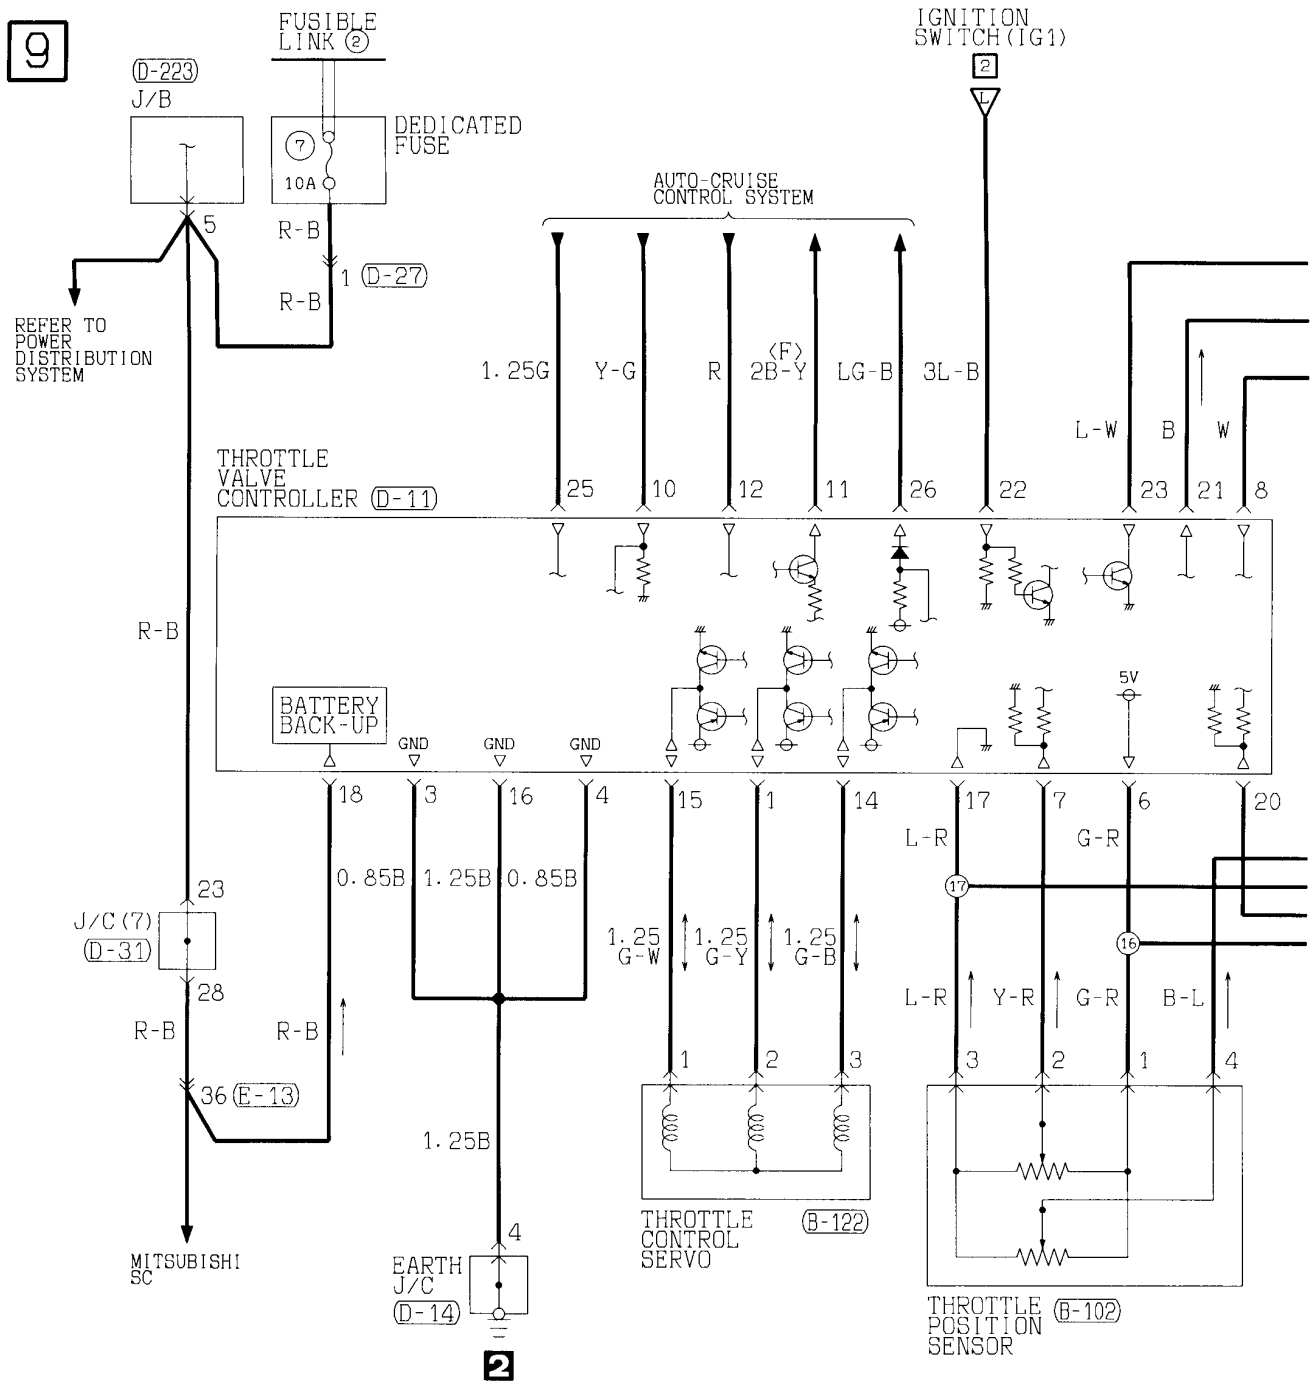 9
FUSIBLE
LINK ②
IGNITION
SWITCH(IG1)
2
L
(D-223)
J/B
DEDICATED
FUSE
7
10A
R-B
5
1 (D-27)
R-B
REFER TO
POWER
DISTRIBUTION
SYSTEM
AUTO-CRUISE
CONTROL SYSTEM
1.25G
Y-G
R
<F>
2B-Y
LG-B
3L-B
L-W
B
W
THROTTLE
VALVE
CONTROLLER (D-11)
25
10
12
11
26
22
23
21
8
R-B
BATTERY
BACK-UP
GND
GND
GND
5V
18
3
16
4
15
1
14
17
7
6
20
L-R
G-R
0.85B
1.25B
0.85B
17
23
J/C(7)
(D-31)
28
1.25
G-W
1.25
G-Y
1.25
G-B
16
R-B
R-B
L-R
Y-R
G-R
B-L
36 (E-13)
1
2
3
3
2
1
4
1.25B
THROTTLE
CONTROL
SERVO
(B-122)
MITSUBISHI
SC
4
EARTH
J/C
(D-14)
2
THROTTLE
POSITION
SENSOR
(B-102)